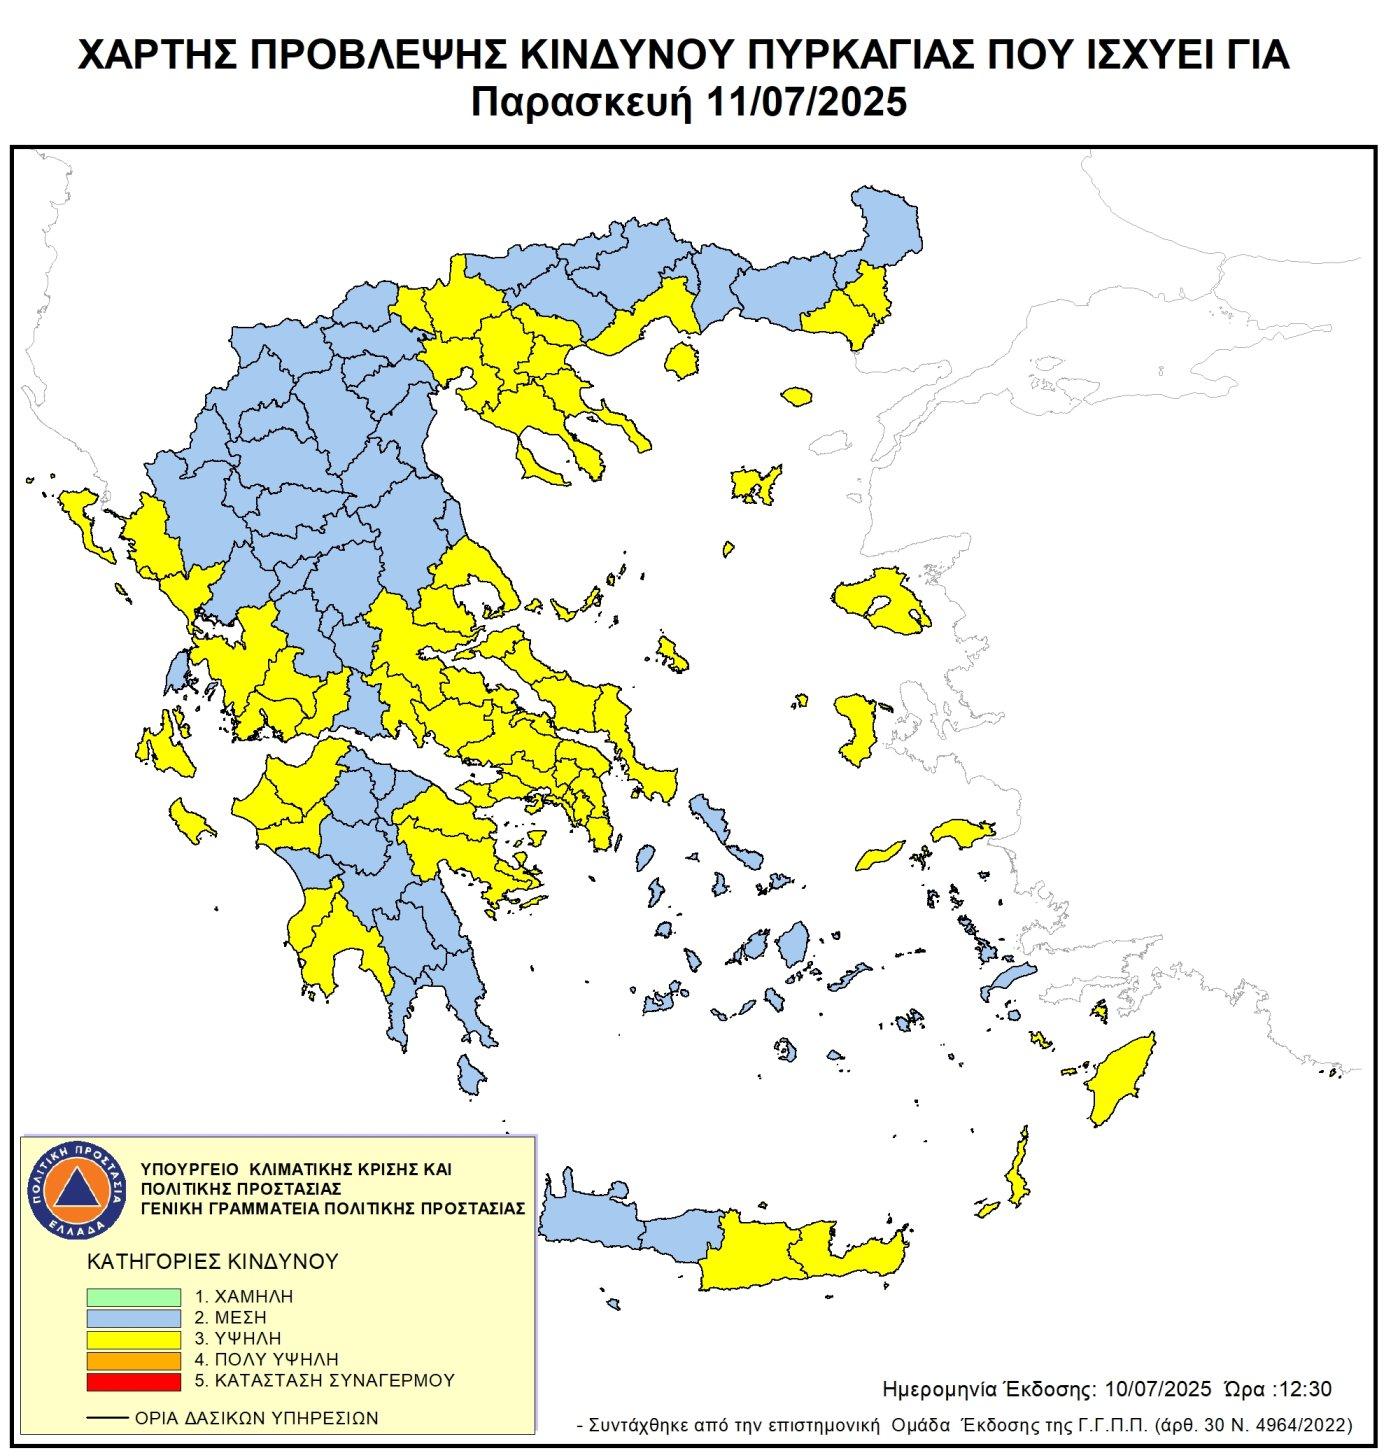 ΧΑΡΤΗΣ ΠΡΟΒΛΕΨΗΣ ΚΙΝΔΥΝΟΥ ΠΥΡΚΑΓΙΑΣ ΠΟΥ ΙΣΧΥΕΙ ΓΙΑ
Παρασκευή 11/07/2025
ΠΟΛΙΤΙΚΗ ΠΡΟΣΤΑΣΙΑ
ΕΛΛΑΔΑ
ΥΠΟΥΡΓΕΙΟ ΚΛΙΜΑΤΙΚΗΣ ΚΡΙΣΗΣ ΚΑΙ
ΠΟΛΙΤΙΚΗΣ ΠΡΟΣΤΑΣΙΑΣ
ΓΕΝΙΚΗ ΓΡΑΜΜΑΤΕΙΑ ΠΟΛΙΤΙΚΗΣ ΠΡΟΣΤΑΣΙΑΣ
ΚΑΤΗΓΟΡΙΕΣ ΚΙΝΔΥΝΟΥ
1. ΧΑΜΗΛΗ
2. ΜΕΣΗ
3. ΥΨΗΛΗ
4. ΠΟΛΥ ΥΨΗΛΗ
5. ΚΑΤΑΣΤΑΣΗ ΣΥΝΑΓΕΡΜΟΥ
ΟΡΙΑ ΔΑΣΙΚΩΝ ΥΠΗΡΕΣΙΩΝ
Ημερομηνία Έκδοσης: 10/07/2025 Ώρα :12:30
- Συντάχθηκε από την επιστημονική Ομάδα Έκδοσης της Γ.Γ.Π.Π. (άρθ. 30 Ν. 4964/2022)